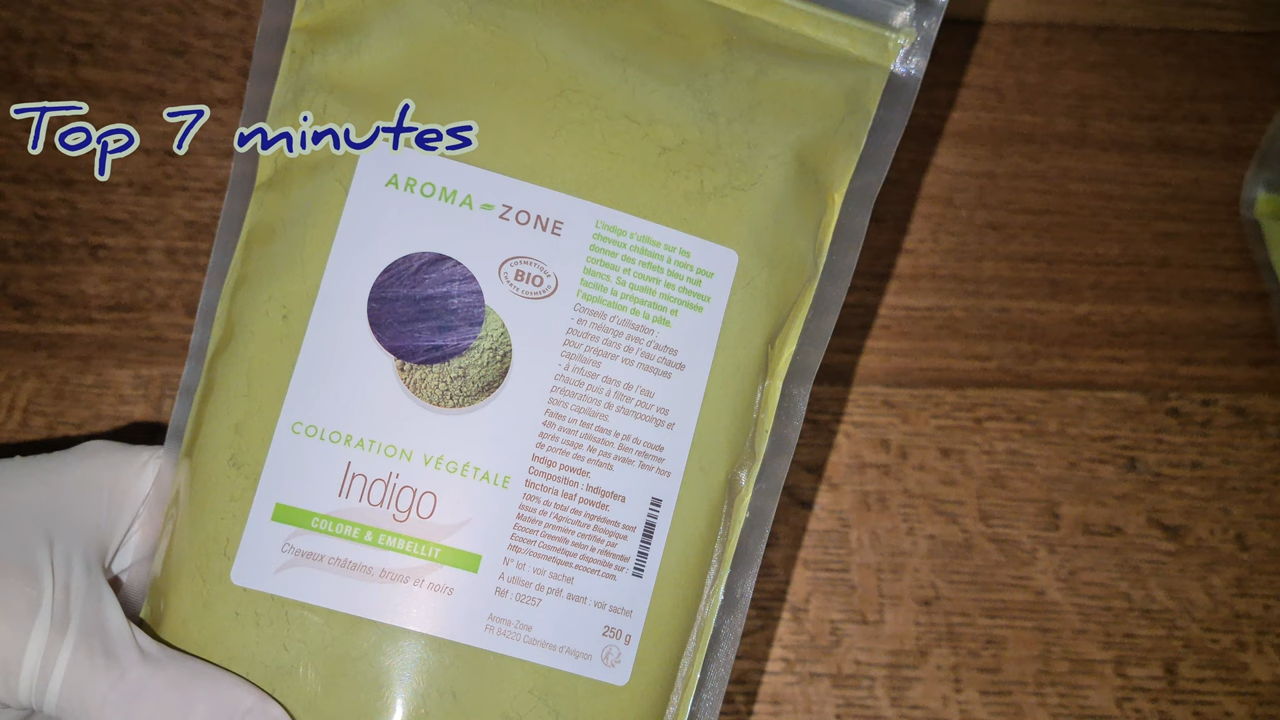 Top 7 minutes
AROMA ZONE
COSMETIQUE
BIO
CHARTE COSMEBIO
L'indigo s'utilise sur les
cheveux châtains à noirs pour
donner des reflets bleu nuit
corbeau et couvrir les cheveux
blancs. Sa qualité micronisée
facilite la préparation et
l'application de la pâte.
Conseils d'utilisation :
- en mélange avec d'autres
poudres dans de l'eau chaude
pour préparer vos masques
capillaires
- à infuser dans de l'eau
chaude puis à filtrer pour vos
préparations de shampooings et
soins capillaires.
Faites un test dans le pli du coude
48h avant utilisation. Bien refermer
après usage. Ne pas avaler. Tenir hors
de portée des enfants.
Indigo powder.
Composition : Indigofera
tinctoria leaf powder.
100% du total des ingrédients sont
issus de l'Agriculture Biologique.
Matière première certifiée par
Ecocert Greenlife selon le référentiel
Ecocert Cosmétique disponible sur :
http://cosmetiques.ecocert.com.
N° lot : voir sachet
A utiliser de préf. avant : voir sachet
Réf : 02257
250 g
Aroma-Zone
FR 84220 Cabrières d'Avignon
COLORATION VÉGÉTALE
Indigo
COLORE & EMBELLIT
Cheveux châtains, bruns et noirs